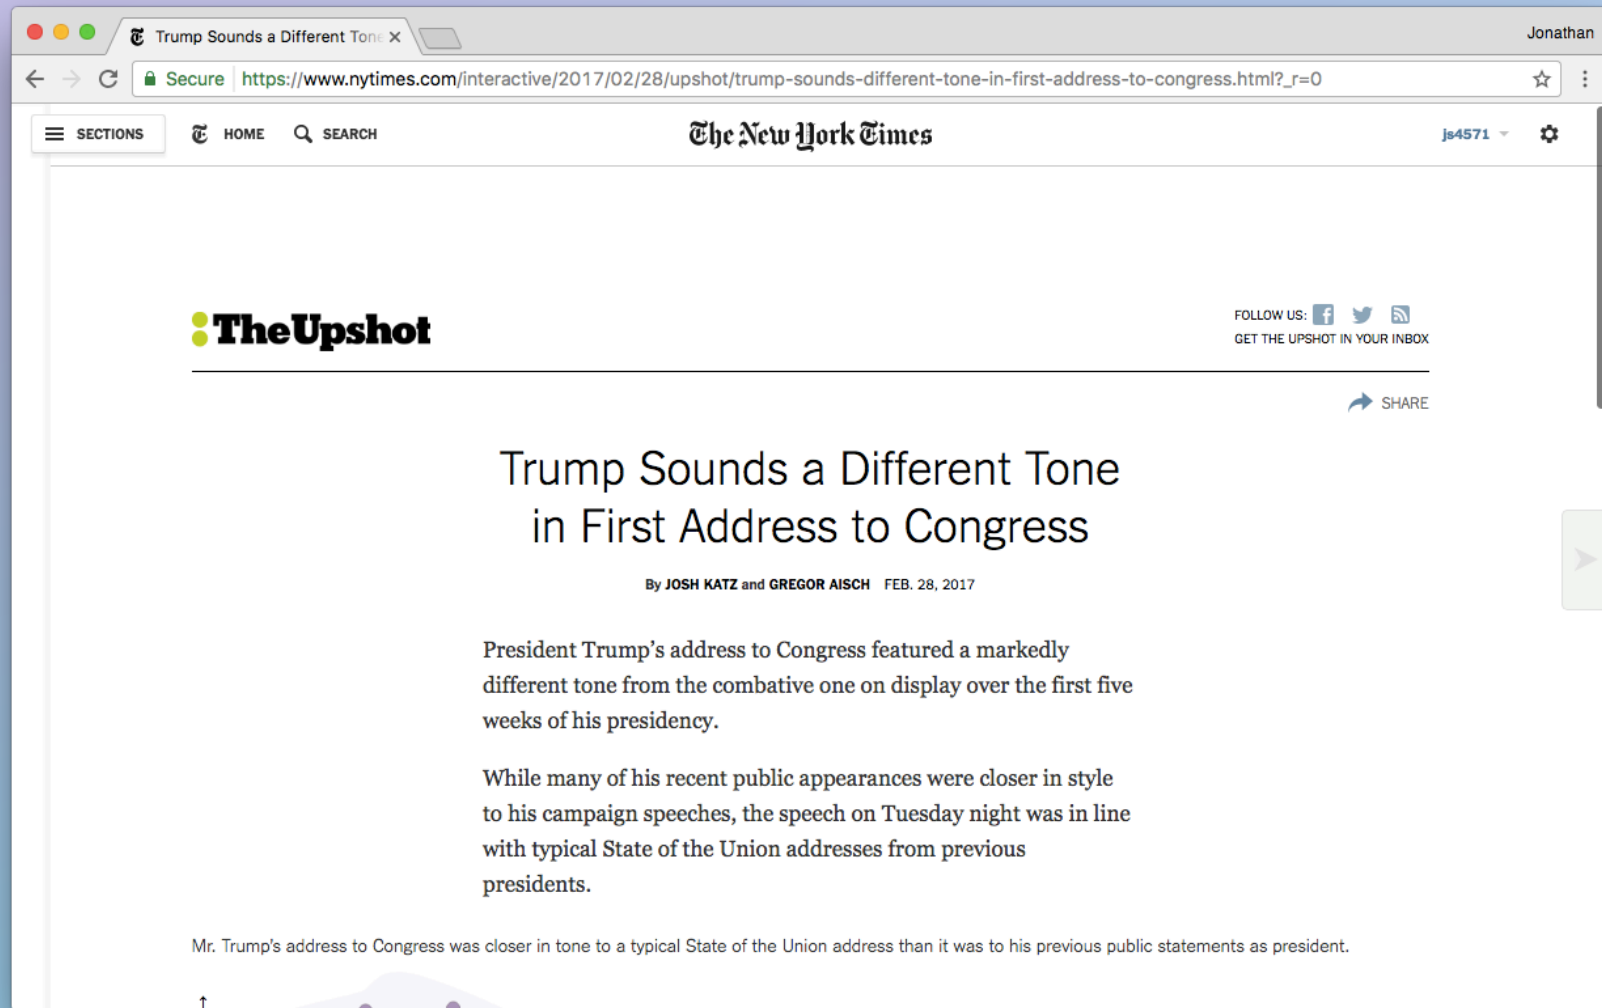 Trump Sounds a Different Tone
Jonathan
Secure https://www.nytimes.com/interactive/2017/02/28/upshot/trump-sounds-different-tone-in-first-address-to-congress.html?_r=0
SECTIONS HOME SEARCH The New York Times js4571
TheUpshot
FOLLOW US:
GET THE UPSHOT IN YOUR INBOX
SHARE
Trump Sounds a Different Tone
in First Address to Congress
By JOSH KATZ and GREGOR AISCH FEB. 28, 2017
President Trump’s address to Congress featured a markedly
different tone from the combative one on display over the first five
weeks of his presidency.
While many of his recent public appearances were closer in style
to his campaign speeches, the speech on Tuesday night was in line
with typical State of the Union addresses from previous
presidents.
Mr. Trump’s address to Congress was closer in tone to a typical State of the Union address than it was to his previous public statements as president.